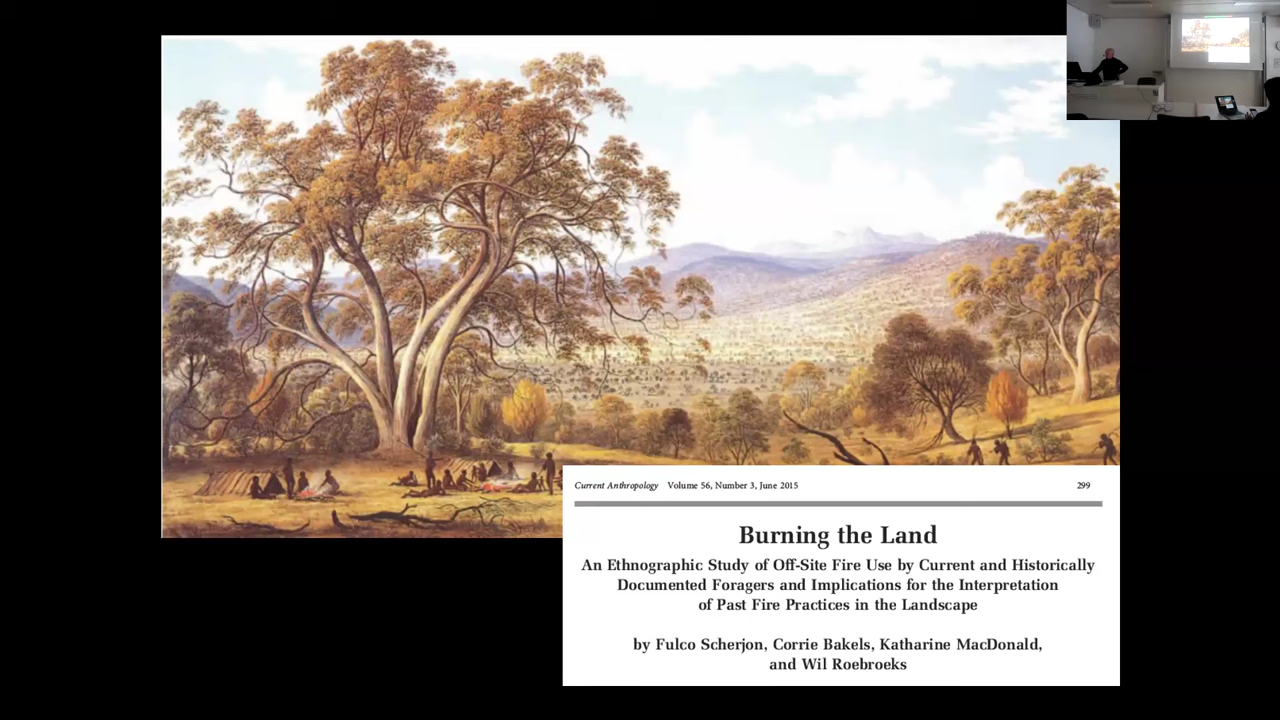 Current Anthropology Volume 56, Number 3, June 2015 299
Burning the Land
An Ethnographic Study of Off-Site Fire Use by Current and Historically
Documented Foragers and Implications for the Interpretation
of Past Fire Practices in the Landscape
by Fulco Scherjon, Corrie Bakels, Katharine MacDonald,
and Wil Roebroeks